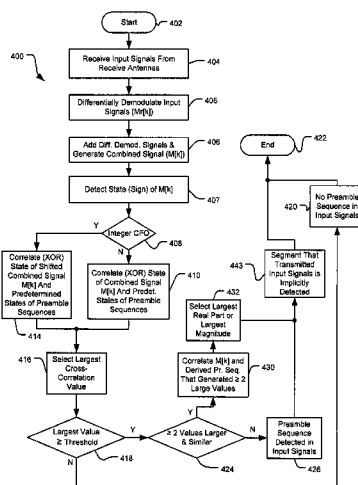 Start
402
400
Receive Input Signals From
Receive Antennas
404
Differentially Demodulate Input
Signals (Mr[k])
405
Add Diff. Demod. Signals &
Generate Combined Signal (M[k])
406
Detect State (Sign) of M[k]
407
Y
Integer CFO
408
N
Correlate (XOR)
State of Shifted
Combined Signal
M[k] And
Predetermined
States of Preamble
Sequences
414
Correlate (XOR) State
of Combined Signal
M[k] And Predet.
States of Preamble
Sequences
410
416
Select Largest
Cross-
Correlation
Value
Largest Value
≥ Threshold
418
Y
N
≥ 2 Values Larger
& Similar
424
Y
N
Preamble
Sequence
Detected in
Input Signals
426
Correlate M[k] and
Derived Pr. Seq.
That Generated ≥ 2
Large Values
430
Select Largest
Real Part or
Largest
Magnitude
432
Segment That
Transmitted
Input Signals is
Implicitly
Detected
443
No Preamble
Sequence in
Input Signals
420
End
422